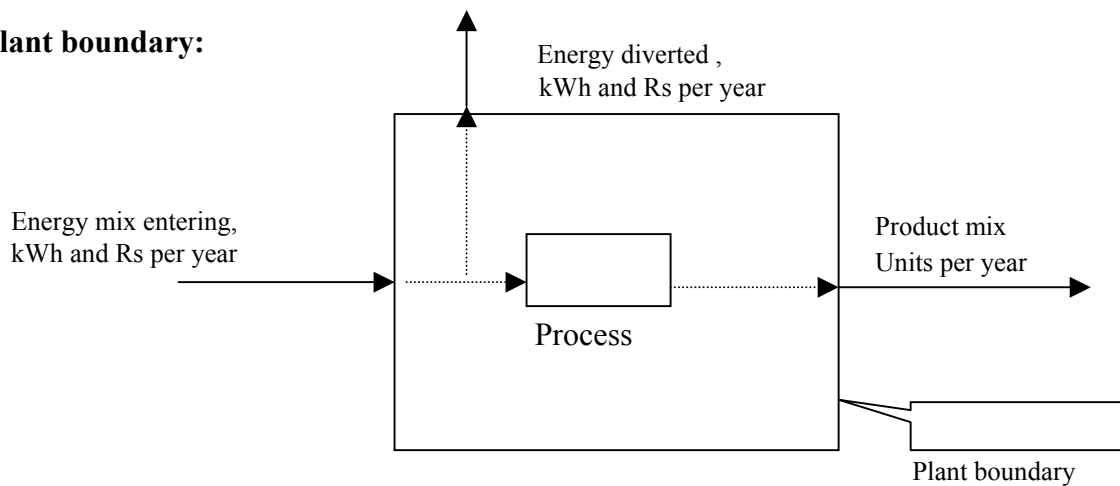 lant boundary:
Energy diverted ,
kWh and Rs per year
Energy mix entering,
kWh and Rs per year
Product mix
Units per year
Process
Plant boundary